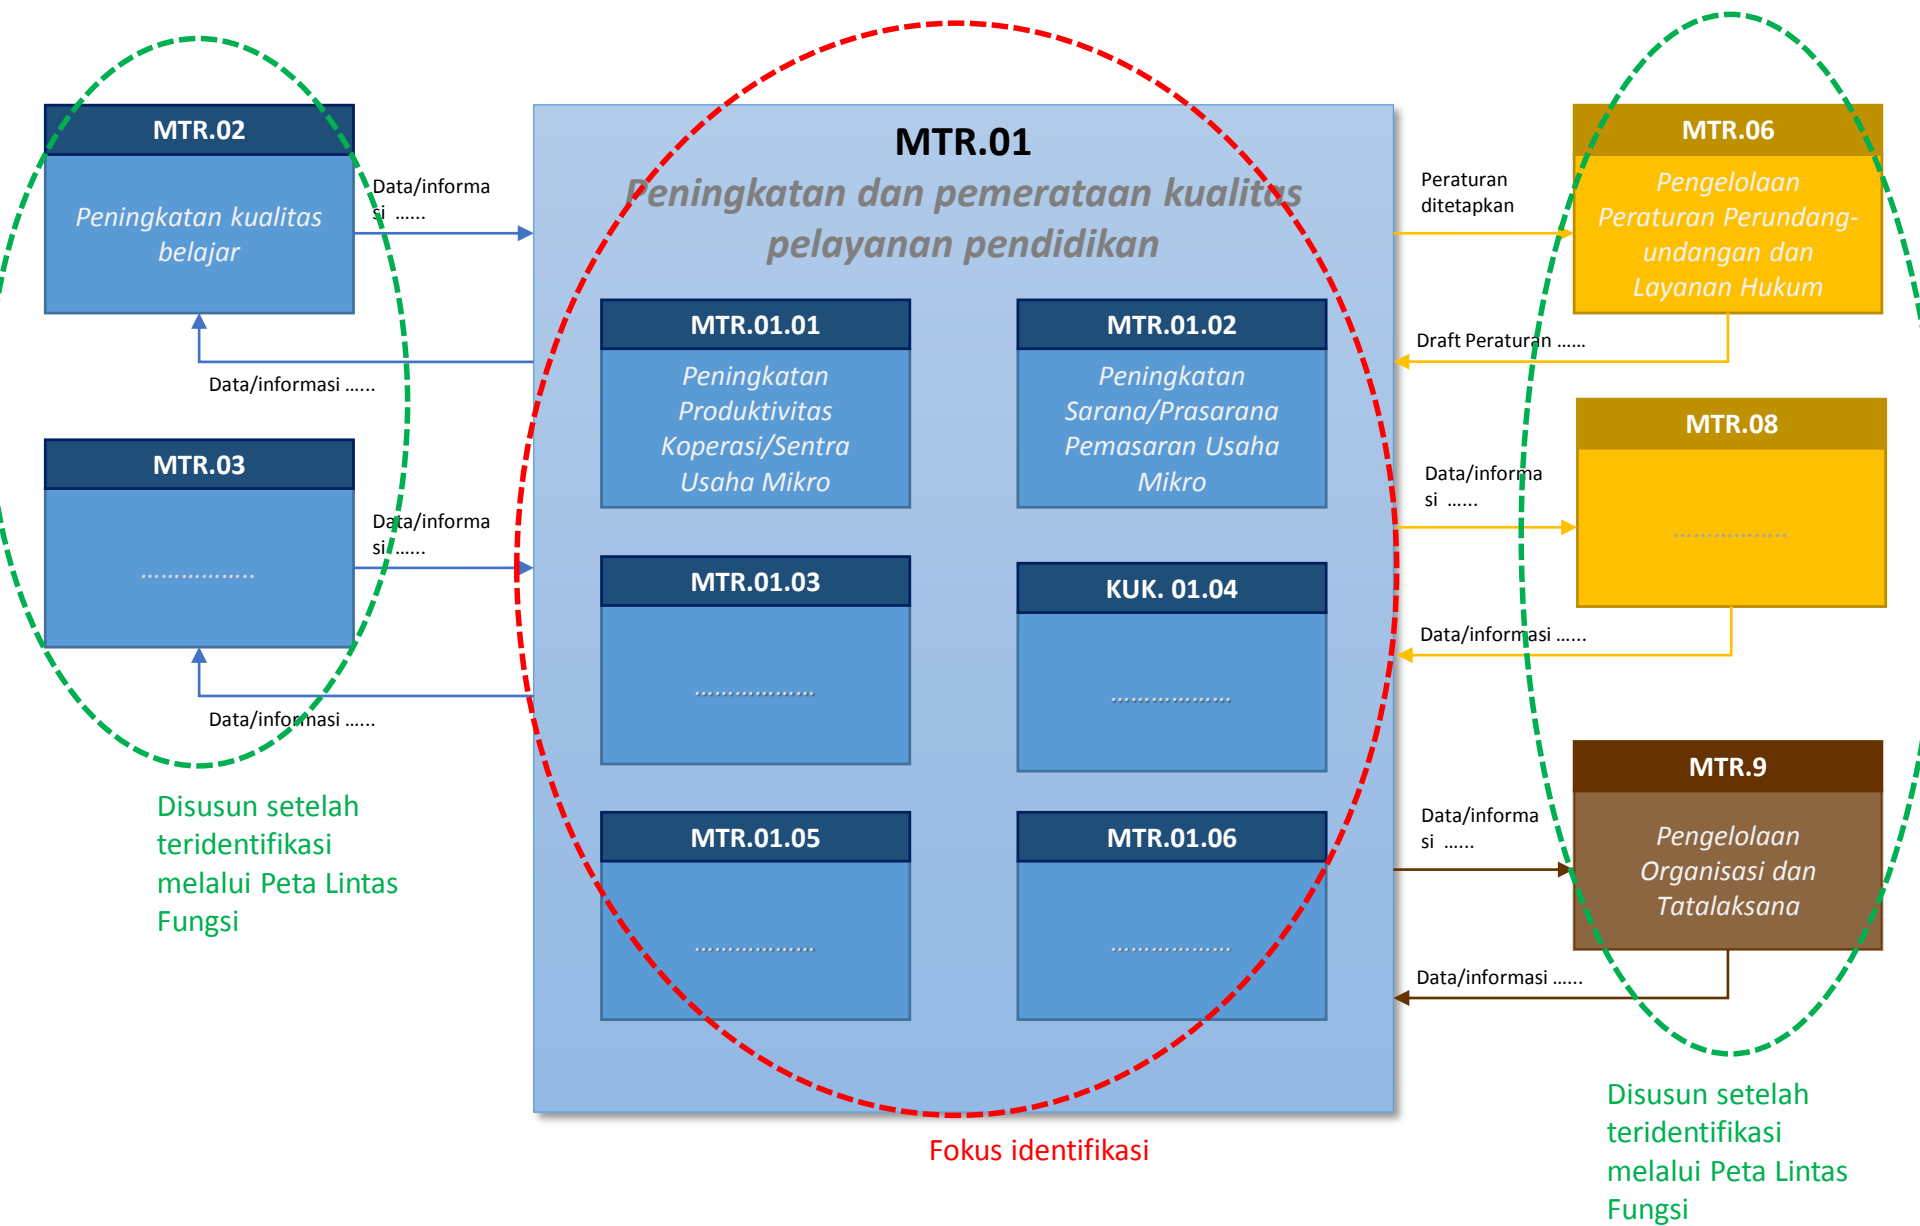 MTR.02
Peningkatan kualitas
belajar
Data/informa
si ......
Data/informasi ......
MTR.03
.................
Data/informa
si ......
Data/informasi ......
Disusun setelah
teridentifikasi
melalui Peta Lintas
Fungsi
MTR.01
Peningkatan dan pemerataan kualitas
pelayanan pendidikan
MTR.01.01
Peningkatan
Produktivitas
Koperasi/Sentra
Usaha Mikro
MTR.01.02
Peningkatan
Sarana/Prasarana
Pemasaran Usaha
Mikro
MTR.01.03
..................
KUK. 01.04
..................
MTR.01.05
..................
MTR.01.06
..................
Fokus identifikasi
Peraturan
ditetapkan
MTR.06
Pengelolaan
Peraturan Perundang-
undangan dan
Layanan Hukum
Draft Peraturan ......
MTR.08
.................
Data/informa
si ......
Data/informasi ......
MTR.9
Pengelolaan
Organisasi dan
Tatalaksana
Data/informa
si ......
Data/informasi ......
Disusun setelah
teridentifikasi
melalui Peta Lintas
Fungsi